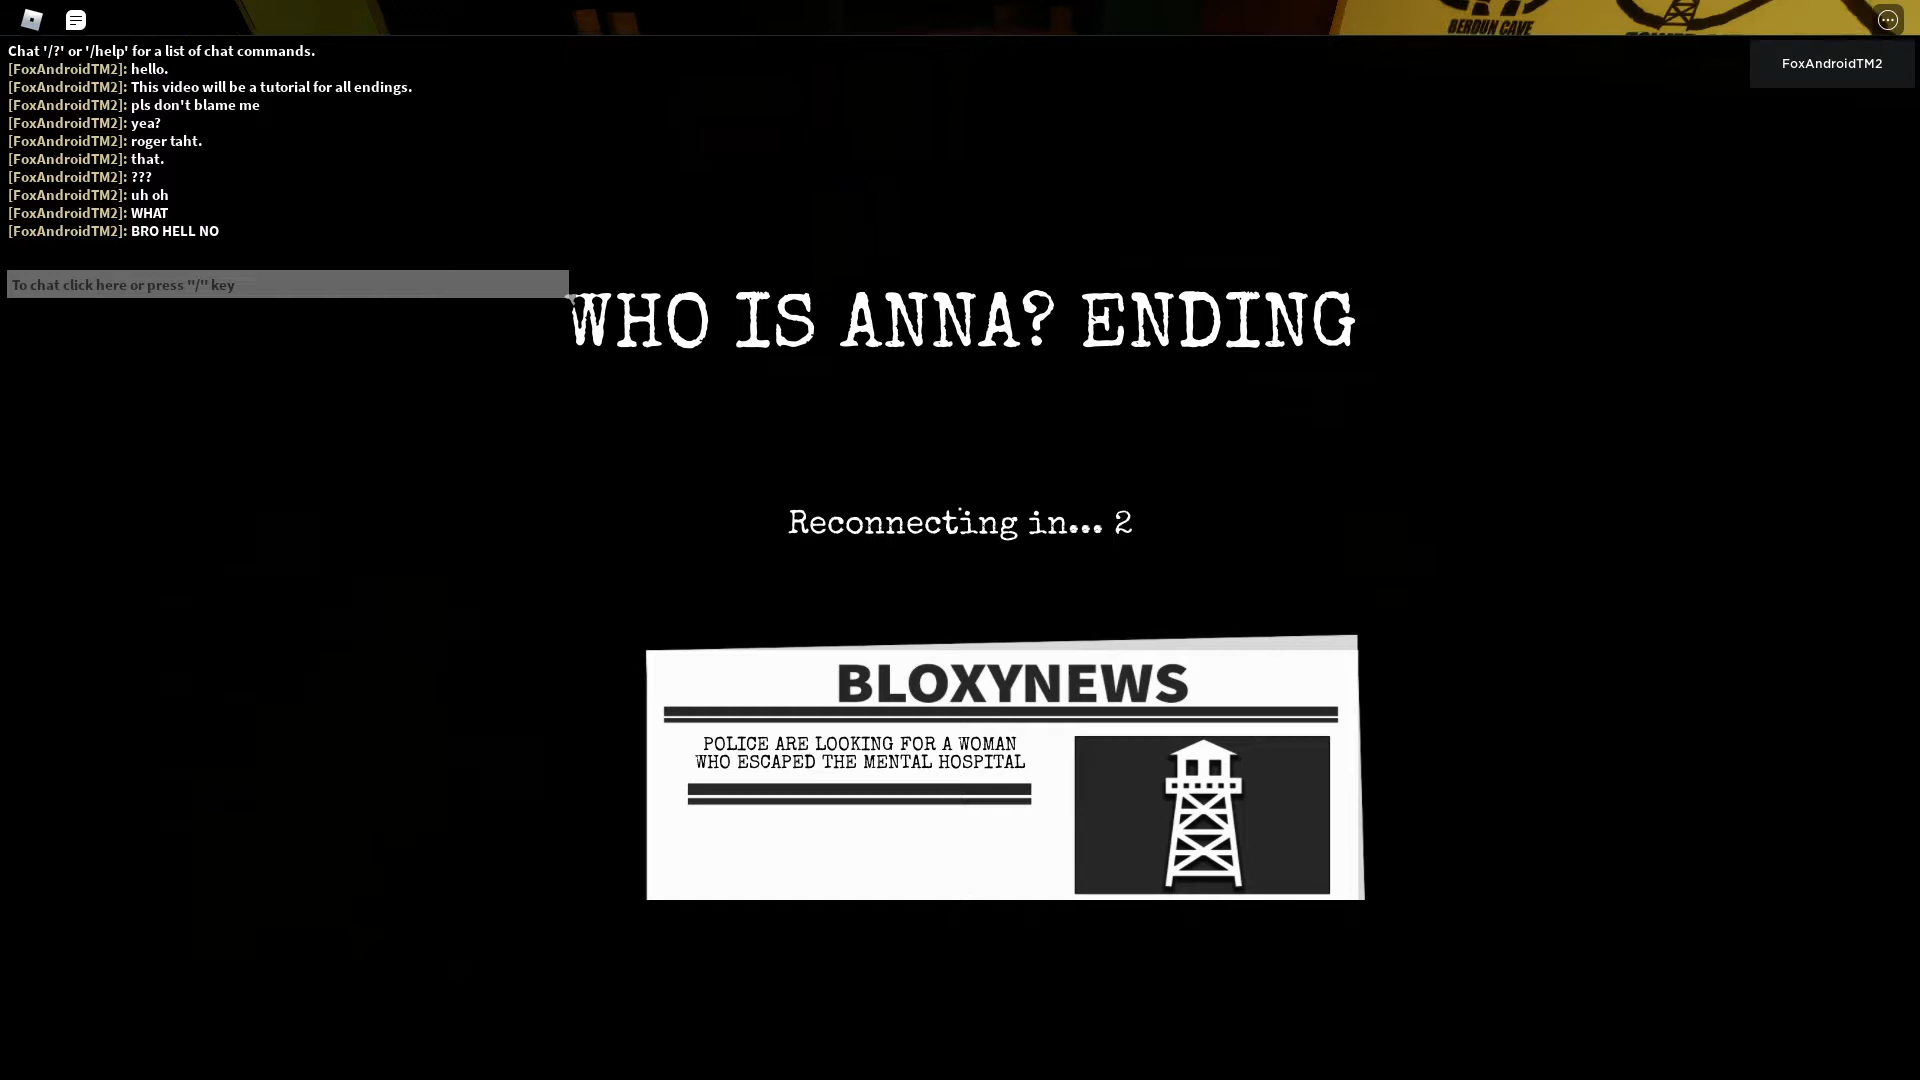 BERDUN CAVE
Chat '/?' or '/help' for a list of chat commands.
[FoxAndroidTM2]: hello.
[FoxAndroidTM2]: This video will be a tutorial for all endings.
[FoxAndroidTM2]: pls don't blame me
[FoxAndroidTM2]: yea?
[FoxAndroidTM2]: roger taht.
[FoxAndroidTM2]: that.
[FoxAndroidTM2]: ???
[FoxAndroidTM2]: uh oh
[FoxAndroidTM2]: WHAT
[FoxAndroidTM2]: BRO HELL NO
To chat click here or press "/" key
FoxAndroidTM2
WHO IS ANNA? ENDING
Reconnecting in... 2
BLOXYNEWS
POLICE ARE LOOKING FOR A WOMAN
WHO ESCAPED THE MENTAL HOSPITAL